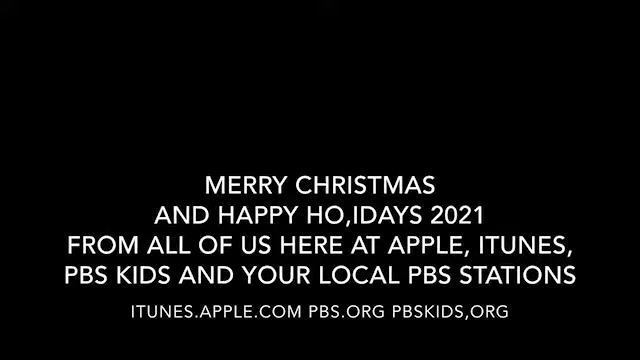 MERRY CHRISTMAS
AND HAPPY HO,IDAYS 2021
FROM ALL OF US HERE AT APPLE, ITUNES,
PBS KIDS AND YOUR LOCAL PBS STATIONS
ITUNES.APPLE.COM PBS.ORG PBSKIDS,ORG